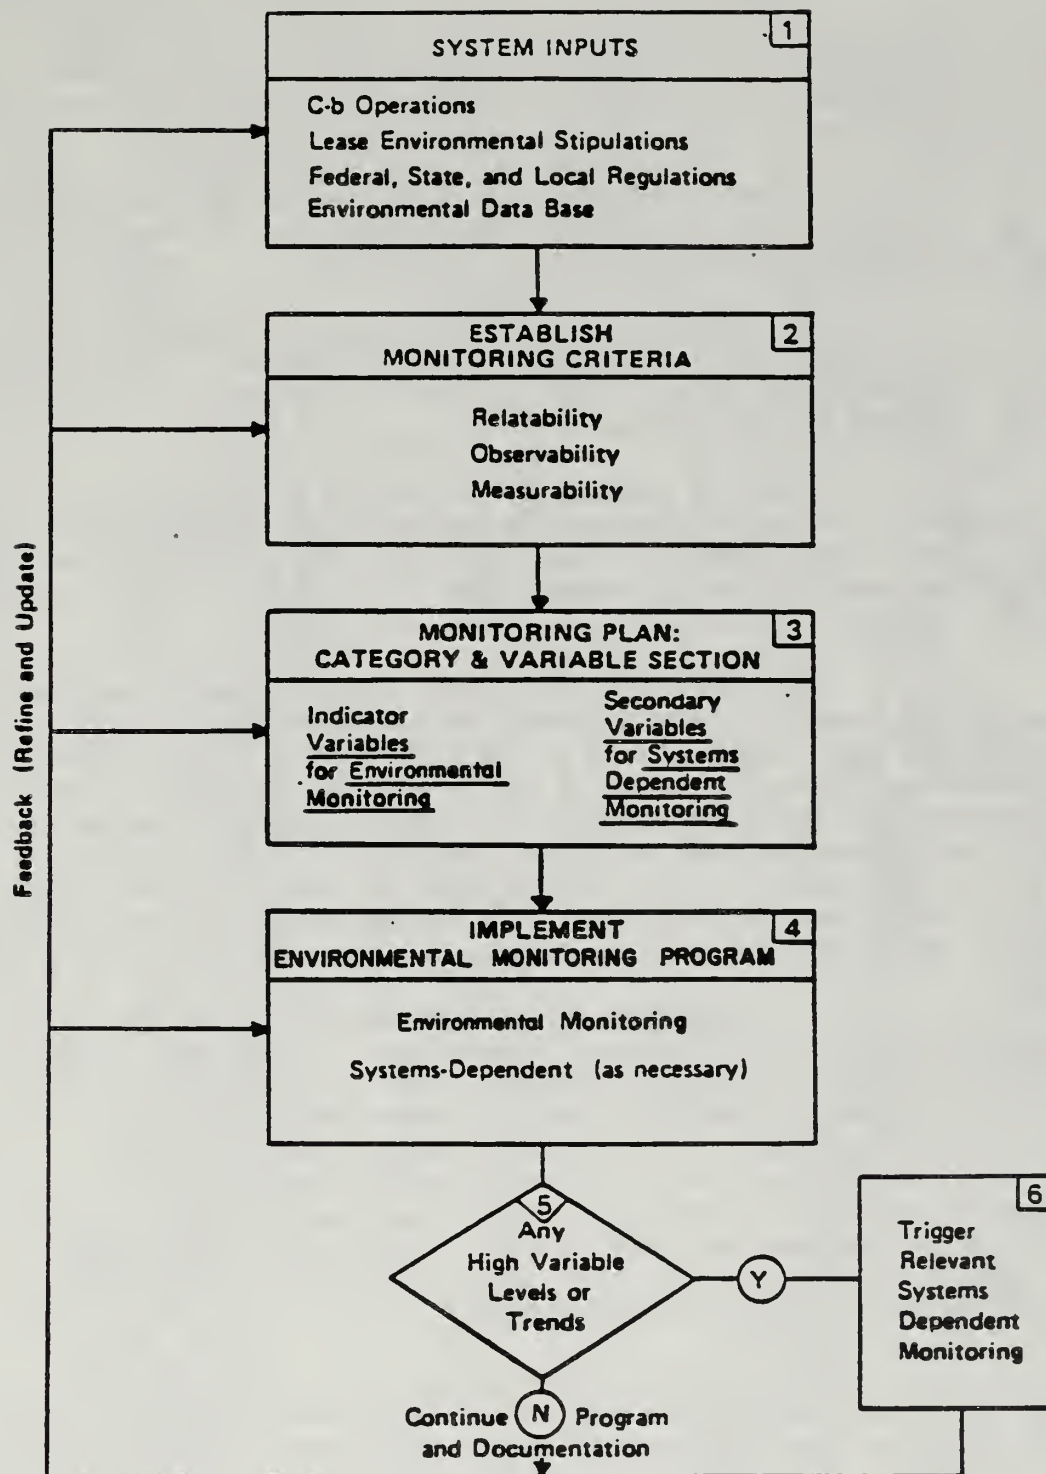 1
SYSTEM INPUTS
C-b Operations
Lease Environmental Stipulations
Federal, State, and Local Regulations
Environmental Data Base
2
ESTABLISH
MONITORING CRITERIA
Relatability
Observability
Measurability
Feedback (Refine and Update)
3
MONITORING PLAN:
CATEGORY & VARIABLE SECTION
Indicator
Variables
for Environmental
Monitoring
Secondary
Variables
for Systems
Dependent
Monitoring
4
IMPLEMENT
ENVIRONMENTAL MONITORING PROGRAM
Environmental Monitoring
Systems-Dependent (as necessary)
5
Any
High Variable
Levels or
Trends
Y
6
Trigger
Relevant
Systems
Dependent
Monitoring
Continue N Program
and Documentation